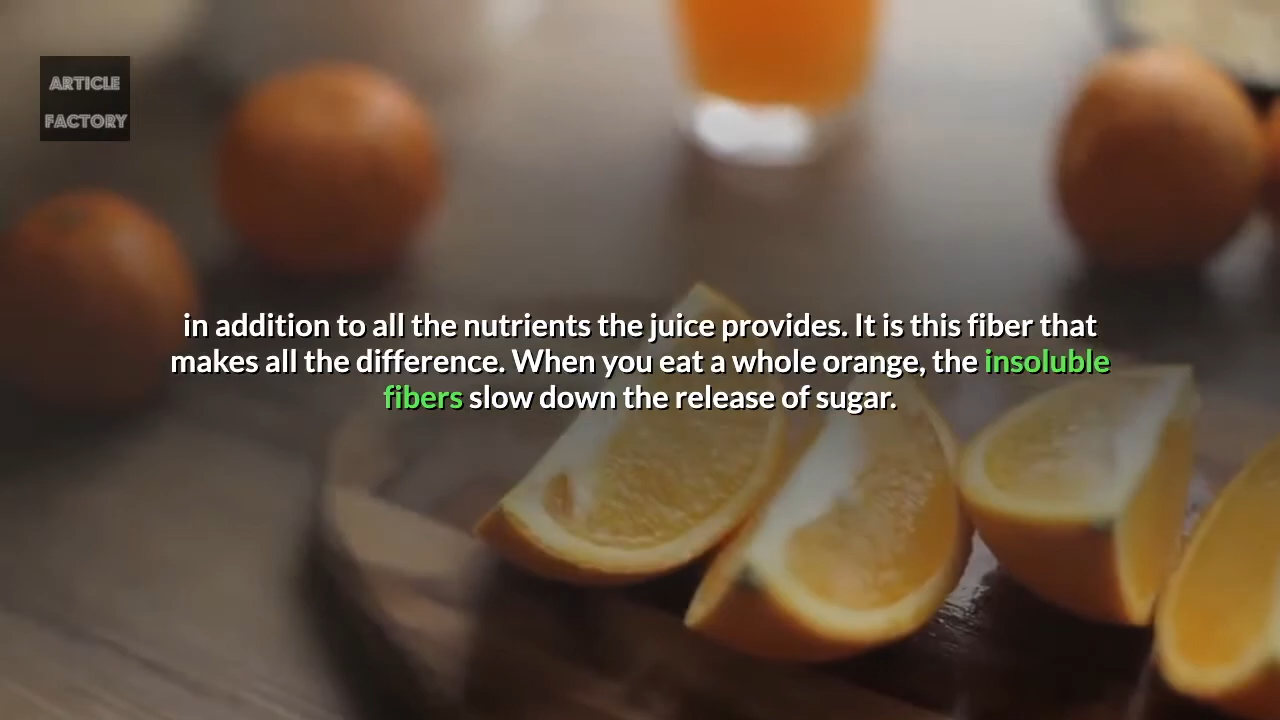 ARTICLE
FACTORY
in addition to all the nutrients the juice provides. It is this fiber that
makes all the difference. When you eat a whole orange, the insoluble
fibers slow down the release of sugar.